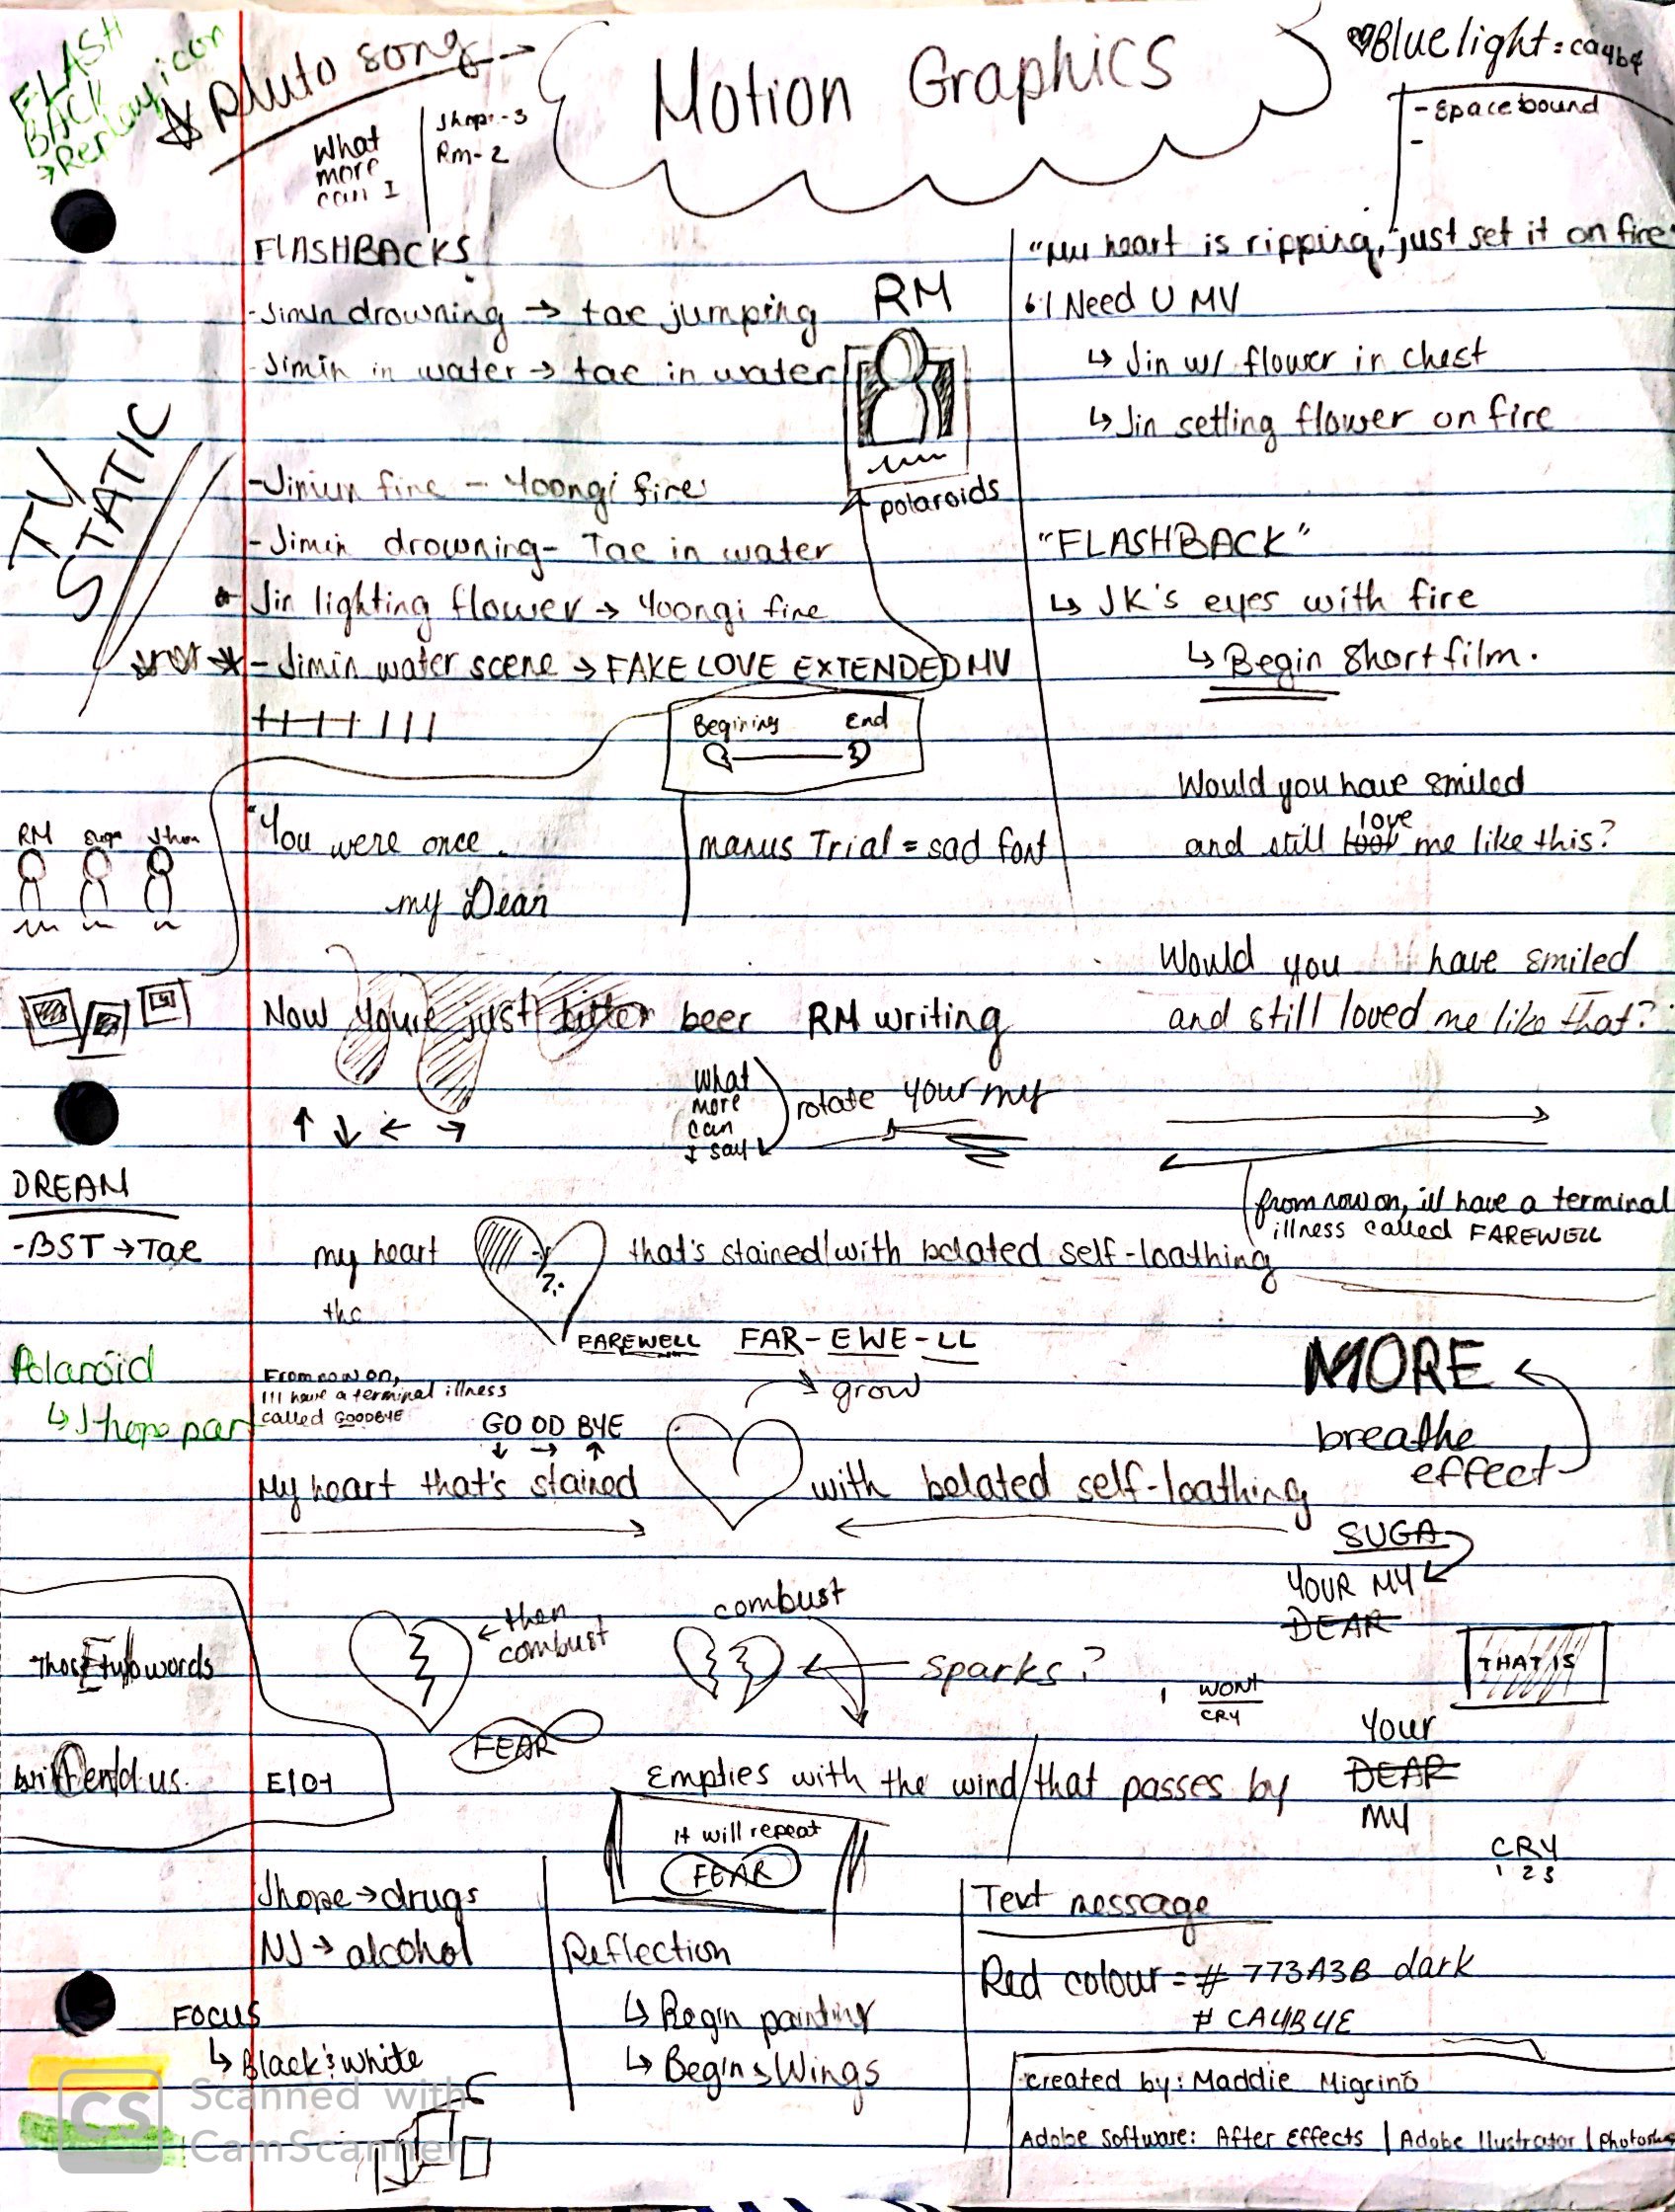 FLASH
BACK
→ Replay icon
Pluto song →
Motion Graphics
Blue light = ca4b4
- Spacebound
-
What
more
can I
Jhope - 3
Rm - 2
FLASHBACKS
- Jimin drowning → tae jumping
- Jimin in water → tae in water
RM
polaroids
TV
STATIC
- Jimin fine - Yoongi fire
- Jimin drowning - Tae in water
Jin lighting flower → Yoongi fire
- Jimin water scene → FAKE LOVE EXTENDED MV
"My heart is ripping, just set it on fire"
I Need U MV
↳ Jin w/ flower in chest
↳ Jin setting flower on fire
"FLASHBACK"
↳ JK's eyes with fire
↳ Begin Short film.
Begining End
RM Suga Jhope
"You were once
my Dear
manus Trial = sad font
Would you have smiled
and still look love me like this?
Would you have smiled
and still loved me like that?
Now you're just bitter beer RM writing
What
more
can
I say
rotate your my
↑ ↓ ← →
from now on, ill have a terminal
illness called FAREWELL
DREAM
- BST → Tae
my heart that's stained/with belated self-loathing
the
FAREWELL FAR-EWE-LL
Polaroid
↳ Jhope part
From now on,
I'll have a terminal illness
called GOODBYE
GO OD BYE
↓ → ↑
→ grow
MORE
breathe
effect
My heart that's stained with belated self-loathing
SUGA
YOUR MY
DEAR
← then
combust
combust
← Sparks?
Those two words
will end us.
E101
FEAR
I WONT
CRY
THAT IS
Your
DEAR
MY
Empties with the wind/that passes by
It will repeat
FEAR
CRY
1 2 3
Jhope → drugs
NJ → alcohol
FOCUS
↳ Black & white
Reflection
↳ Begin painting
↳ Begin → Wings
Text message
Red colour = # 773A3B dark
# CA4B4E
created by: Maddie Migrino
Adobe Software: After Effects | Adobe Ilustrator | Photosho
CS Scanned with
CamScanner